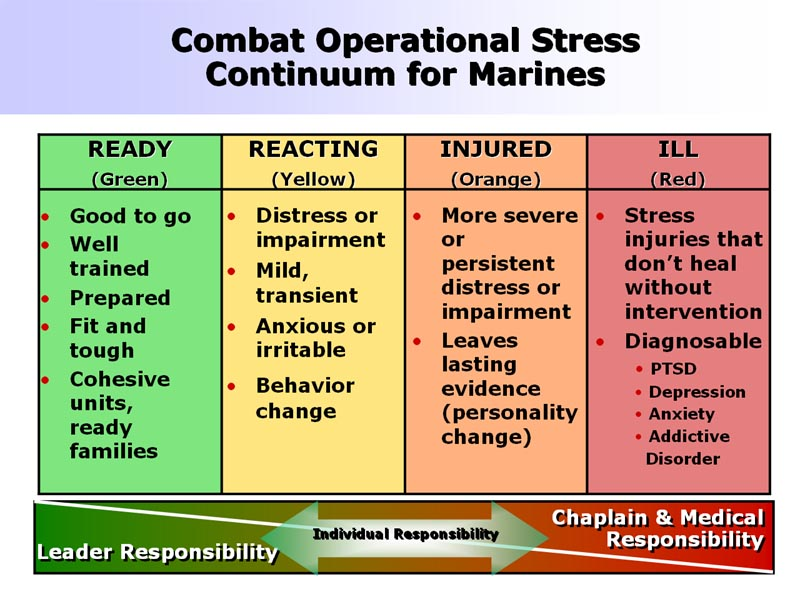 Combat Operational Stress
Continuum for Marines
READY
(Green)
• Good to go
• Well
trained
• Prepared
• Fit and
tough
• Cohesive
units,
ready
families
REACTING
(Yellow)
• Distress or
impairment
• Mild,
transient
• Anxious or
irritable
• Behavior
change
INJURED
(Orange)
• More severe
or
persistent
distress or
impairment
• Leaves
lasting
evidence
(personality
change)
ILL
(Red)
• Stress
injuries that
don’t heal
without
intervention
• Diagnosable
• PTSD
• Depression
• Anxiety
• Addictive
Disorder
Leader Responsibility
Individual Responsibility
Chaplain & Medical
Responsibility